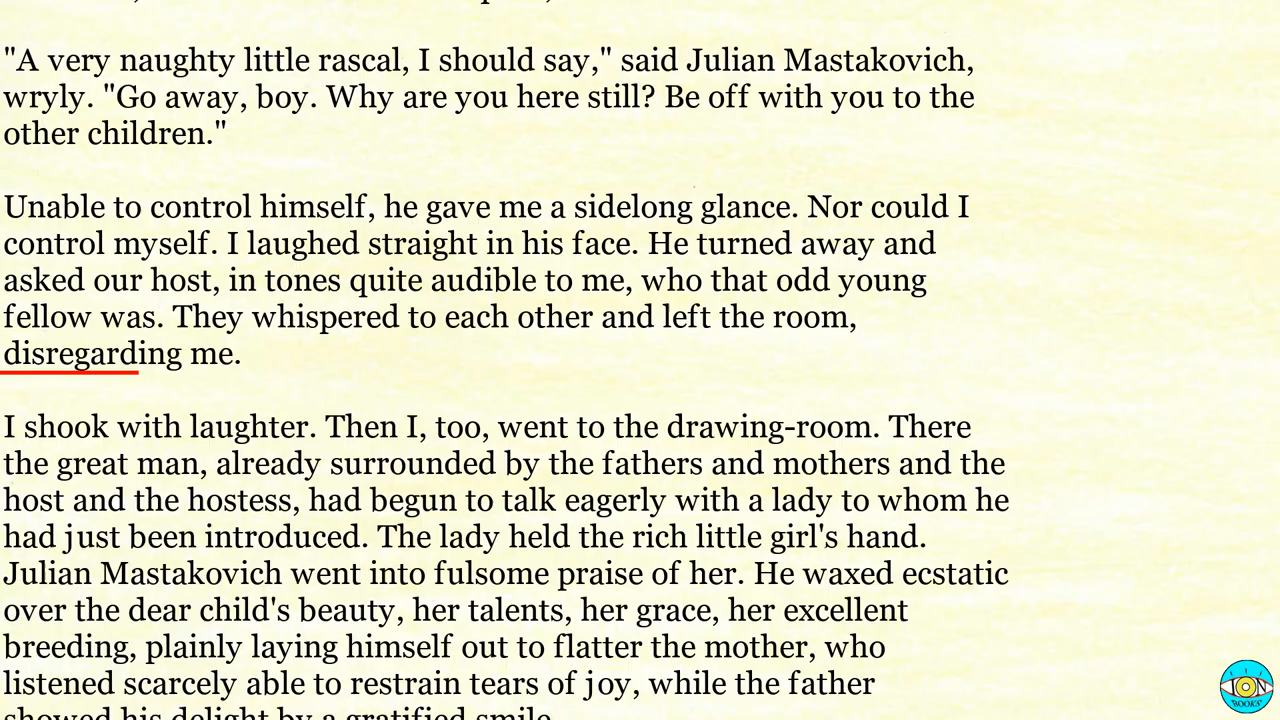 "A very naughty little rascal, I should say," said Julian Mastakovich,
wryly. "Go away, boy. Why are you here still? Be off with you to the
other children."
Unable to control himself, he gave me a sidelong glance. Nor could I
control myself. I laughed straight in his face. He turned away and
asked our host, in tones quite audible to me, who that odd young
fellow was. They whispered to each other and left the room,
disregarding me.
I shook with laughter. Then I, too, went to the drawing-room. There
the great man, already surrounded by the fathers and mothers and the
host and the hostess, had begun to talk eagerly with a lady to whom he
had just been introduced. The lady held the rich little girl's hand.
Julian Mastakovich went into fulsome praise of her. He waxed ecstatic
over the dear child's beauty, her talents, her grace, her excellent
breeding, plainly laying himself out to flatter the mother, who
listened scarcely able to restrain tears of joy, while the father
showed his delight by a gratified smile.
ION
BOOKS